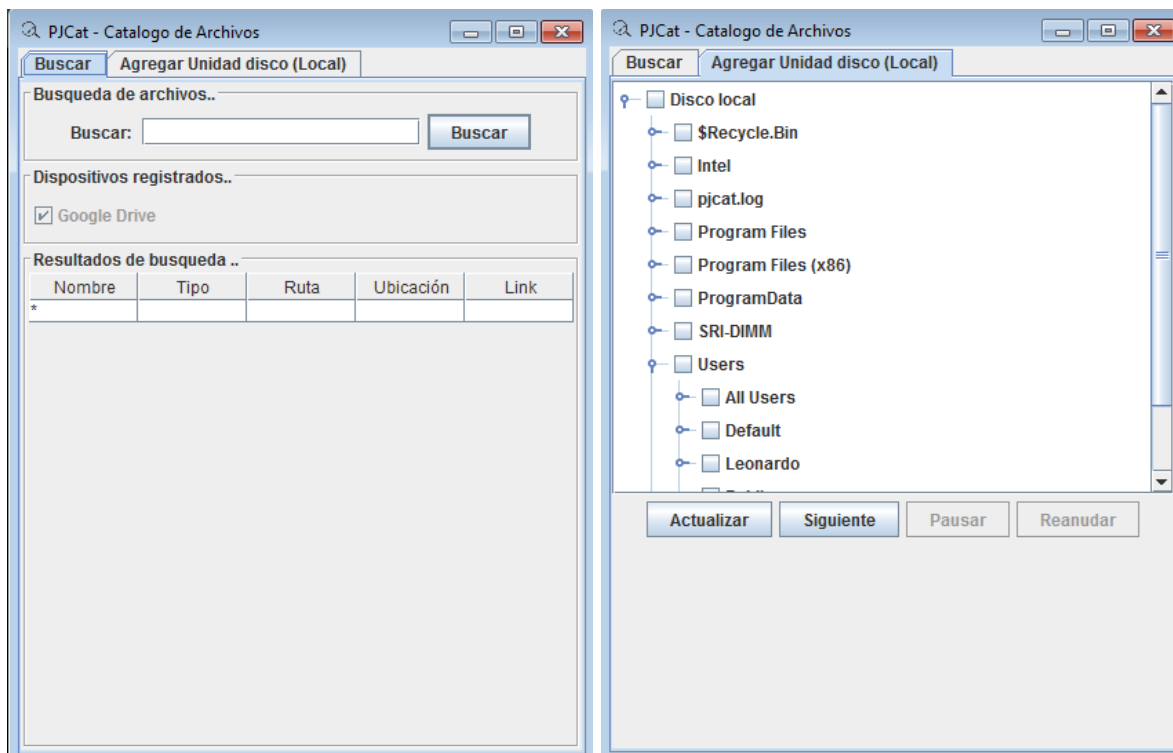 PJCat - Catalogo de Archivos
Buscar Agregar Unidad disco (Local)
Busqueda de archivos..
Buscar: Buscar
Dispositivos registrados..
Google Drive
Resultados de busqueda ..
Nombre Tipo Ruta Ubicación Link
*
PJCat - Catalogo de Archivos
Buscar Agregar Unidad disco (Local)
Disco local
$Recycle.Bin
Intel
pjcat.log
Program Files
Program Files (x86)
ProgramData
SRI-DIMM
Users
All Users
Default
Leonardo
Actualizar Siguiente Pausar Reanudar